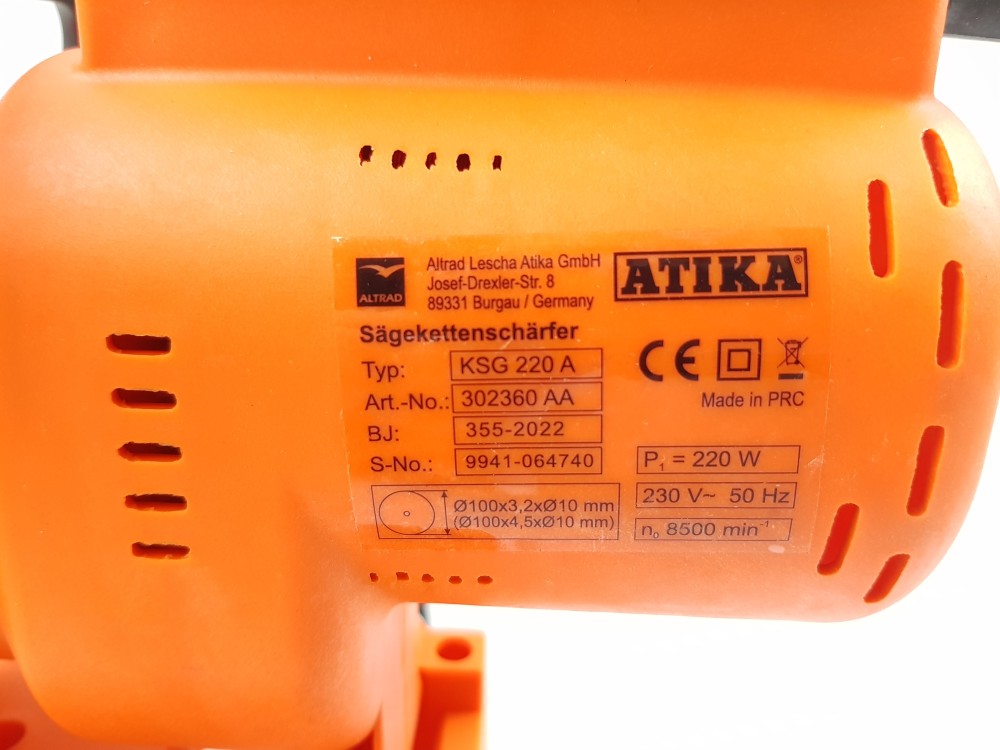 ALTRAD
Altrad Lescha Atika GmbH
Josef-Drexler-Str. 8
89331 Burgau / Germany
ATIKA®
Sägekettenschärfer
Typ: KSG 220 A
Art.-No.: 302360 AA
BJ: 355-2022
S-No.: 9941-064740
CE
Made in PRC
P₁ = 220 W
230 V~ 50 Hz
n₀ 8500 min⁻¹
Ø100x3,2xØ10 mm
(Ø100x4,5xØ10 mm)